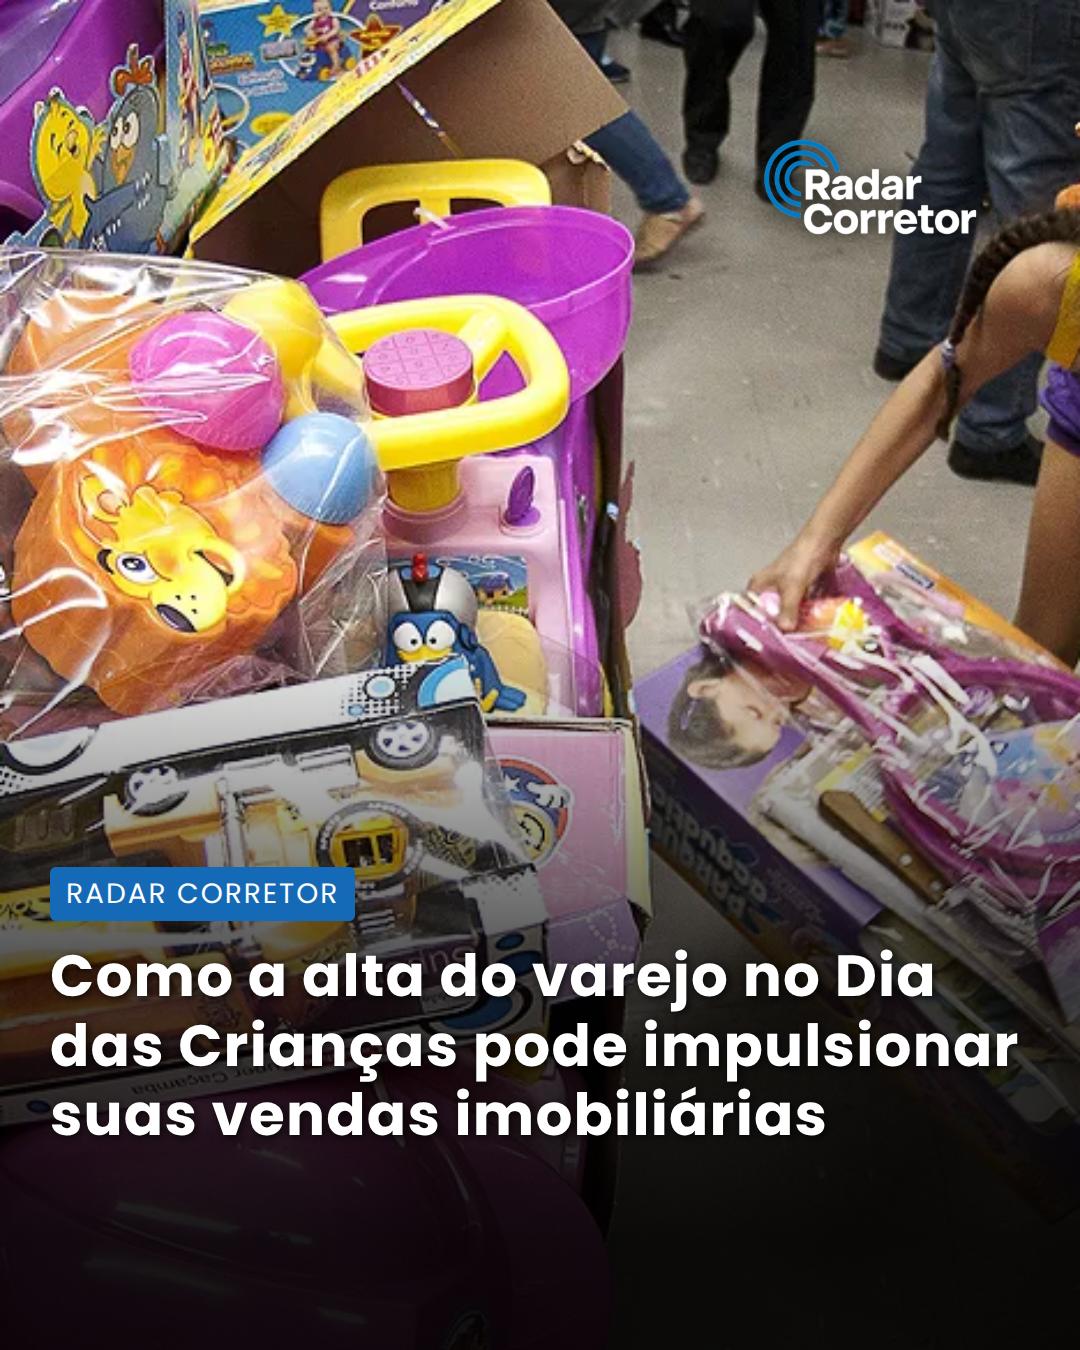 Radar
Corretor
RADAR CORRETOR
Como a alta do varejo no Dia
das Crianças pode impulsionar
suas vendas imobiliárias